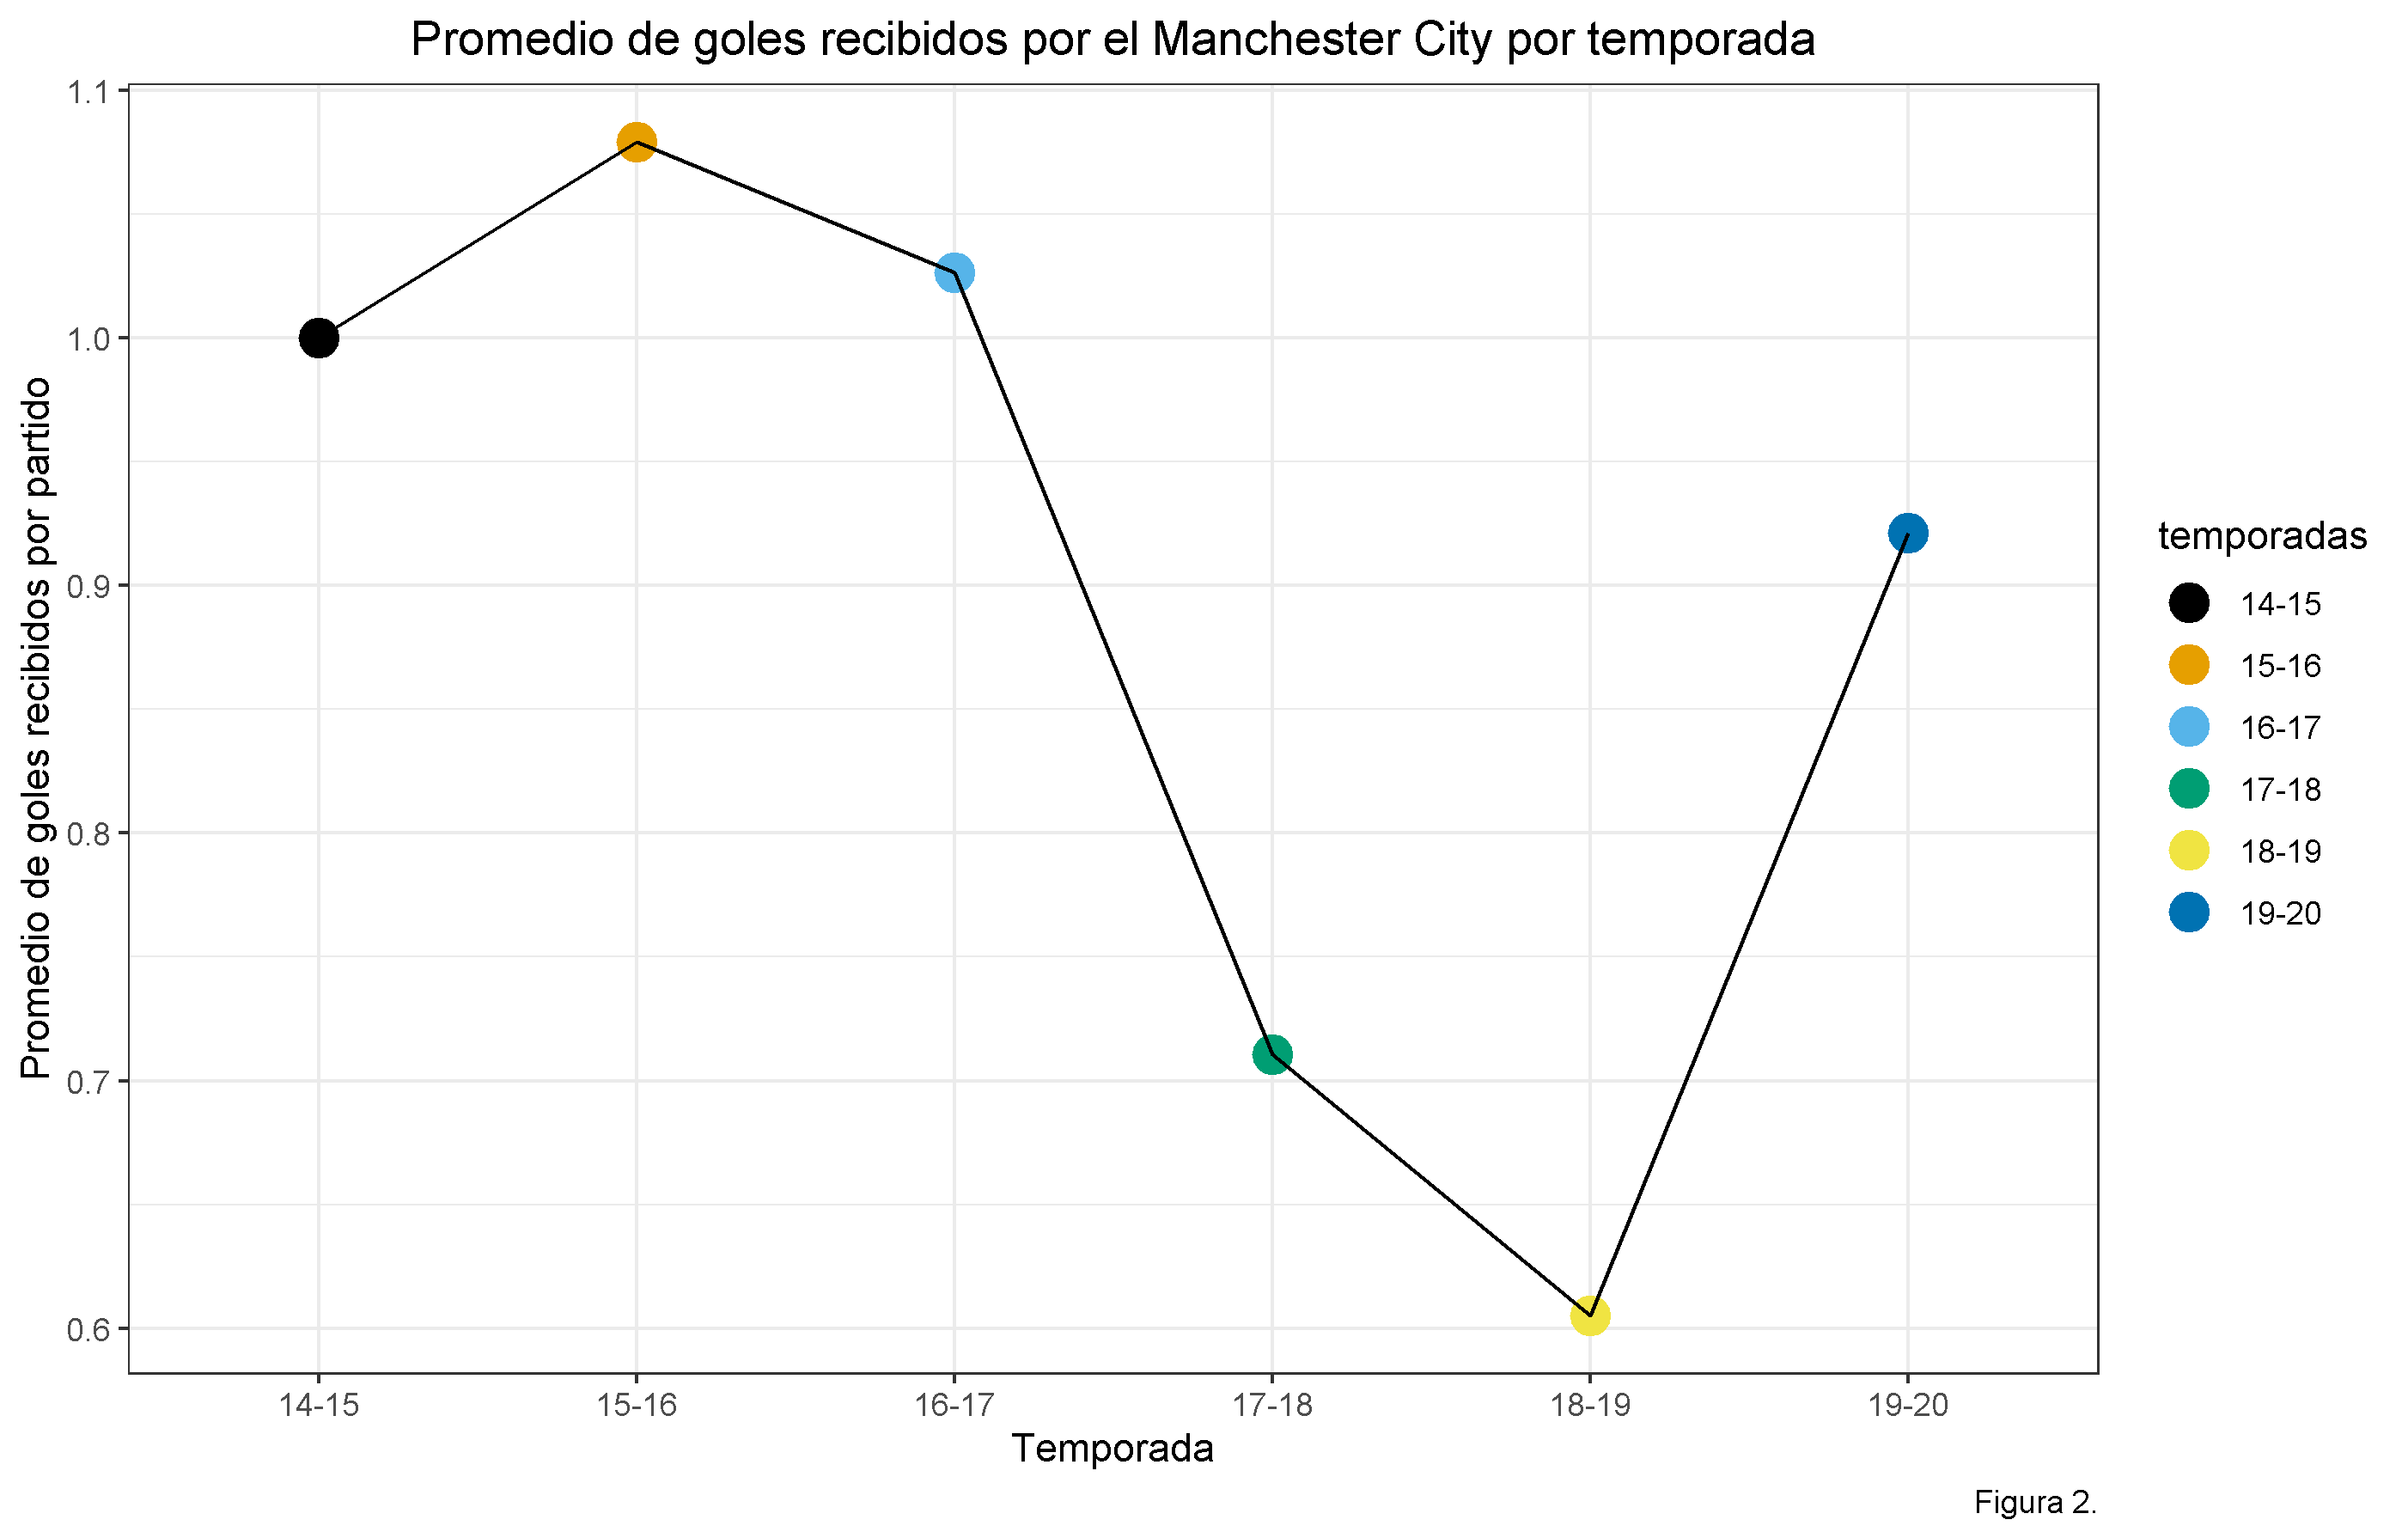 Promedio de goles recibidos por el Manchester City por temporada
Promedio de goles recibidos por partido
1.1
1.0
0.9
0.8
0.7
0.6
14-15 15-16 16-17 17-18 18-19 19-20
Temporada
temporadas
14-15
15-16
16-17
17-18
18-19
19-20
Figura 2.